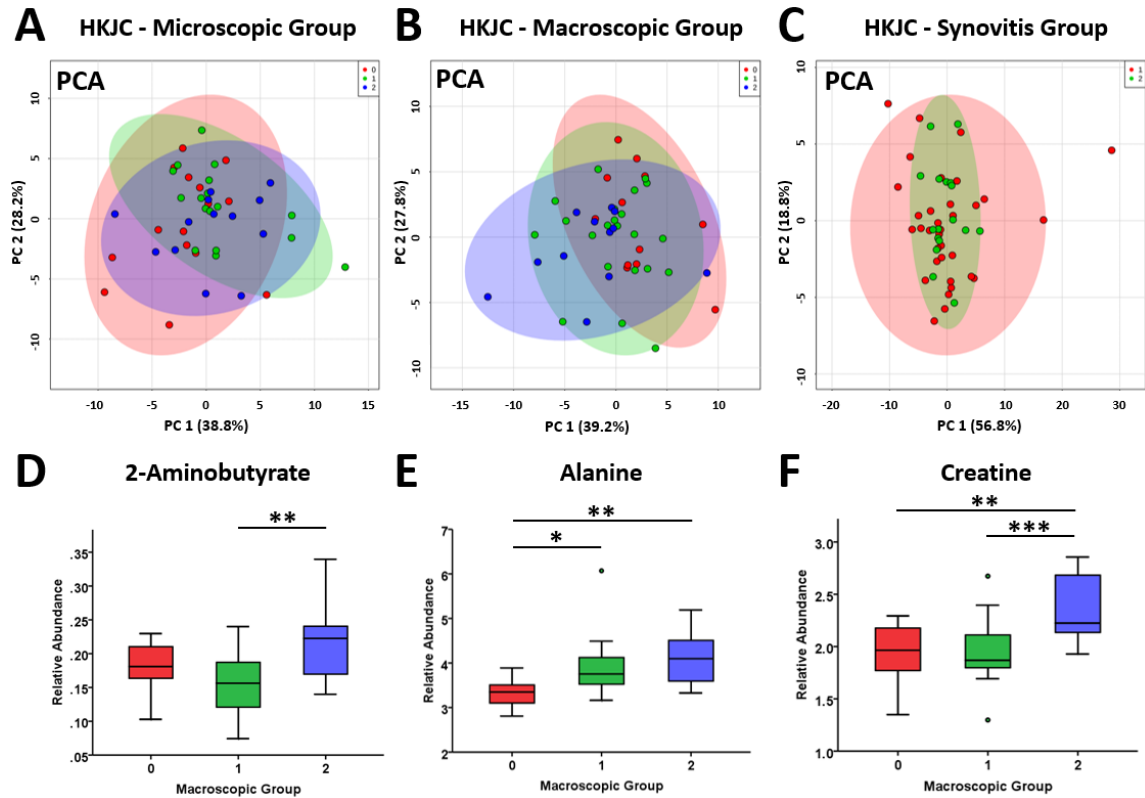 A HKJC - Microscopic Group
PCA
0
1
2
10
5
0
-5
-10
PC 2 (28.2%)
-10 -5 0 5 10 15
PC 1 (38.8%)
B HKJC - Macroscopic Group
PCA
0
1
2
10
5
0
-5
-10
PC 2 (27.8%)
-15 -10 -5 0 5 10
PC 1 (39.2%)
C HKJC - Synovitis Group
PCA
1
2
10
5
0
-5
-10
PC 2 (18.8%)
-20 -10 0 10 20 30
PC 1 (56.8%)
D 2-Aminobutyrate
**
.35
.30
.25
.20
.15
.10
.05
Relative Abundance
0 1 2
Macroscopic Group
E Alanine
**
*
7
6
5
4
3
2
Relative Abundance
0 1 2
Macroscopic Group
F Creatine
**
***
3.0
2.5
2.0
1.5
1.0
Relative Abundance
0 1 2
Macroscopic Group